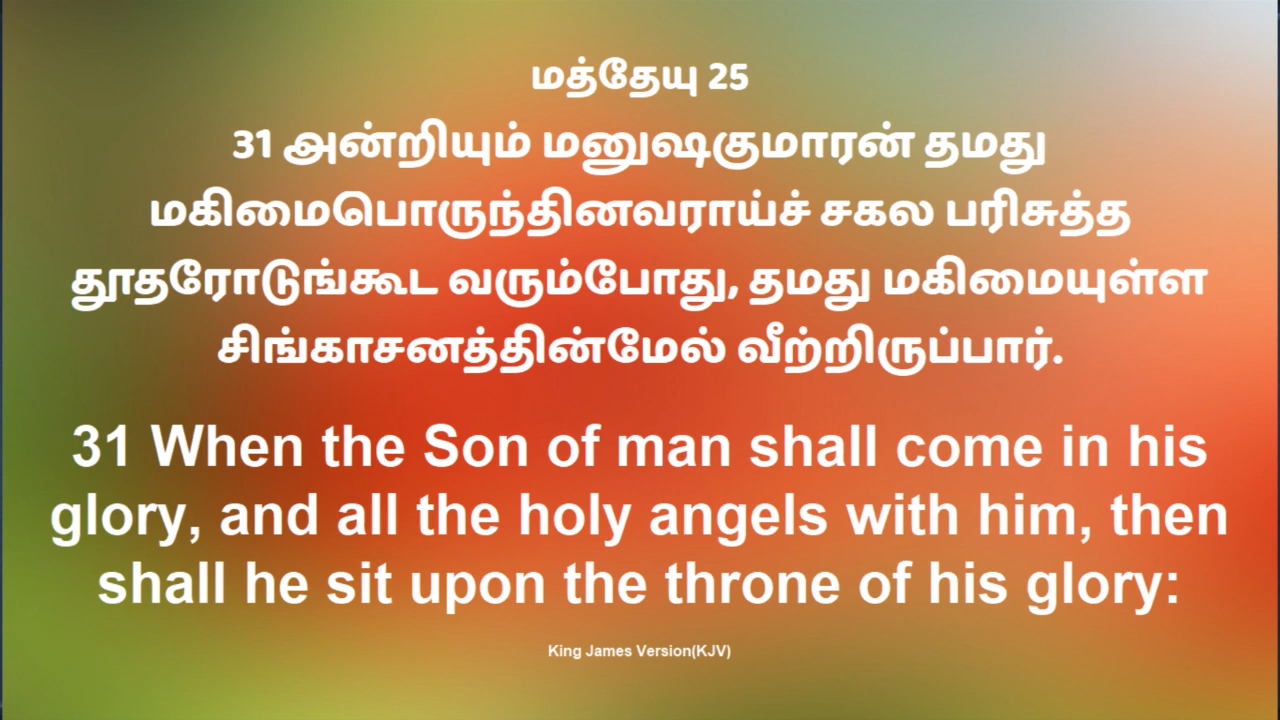 மத்தேயு 25
31 அன்றியும் மனுஷகுமாரன் தமது
மகிமைபொருந்தினவராய்ச் சகல பரிசுத்த
தூதரோடுங்கூட வரும்போது, தமது மகிமையுள்ள
சிங்காசனத்தின்மேல் வீற்றிருப்பார்.
31 When the Son of man shall come in his
glory, and all the holy angels with him, then
shall he sit upon the throne of his glory:
King James Version(KJV)